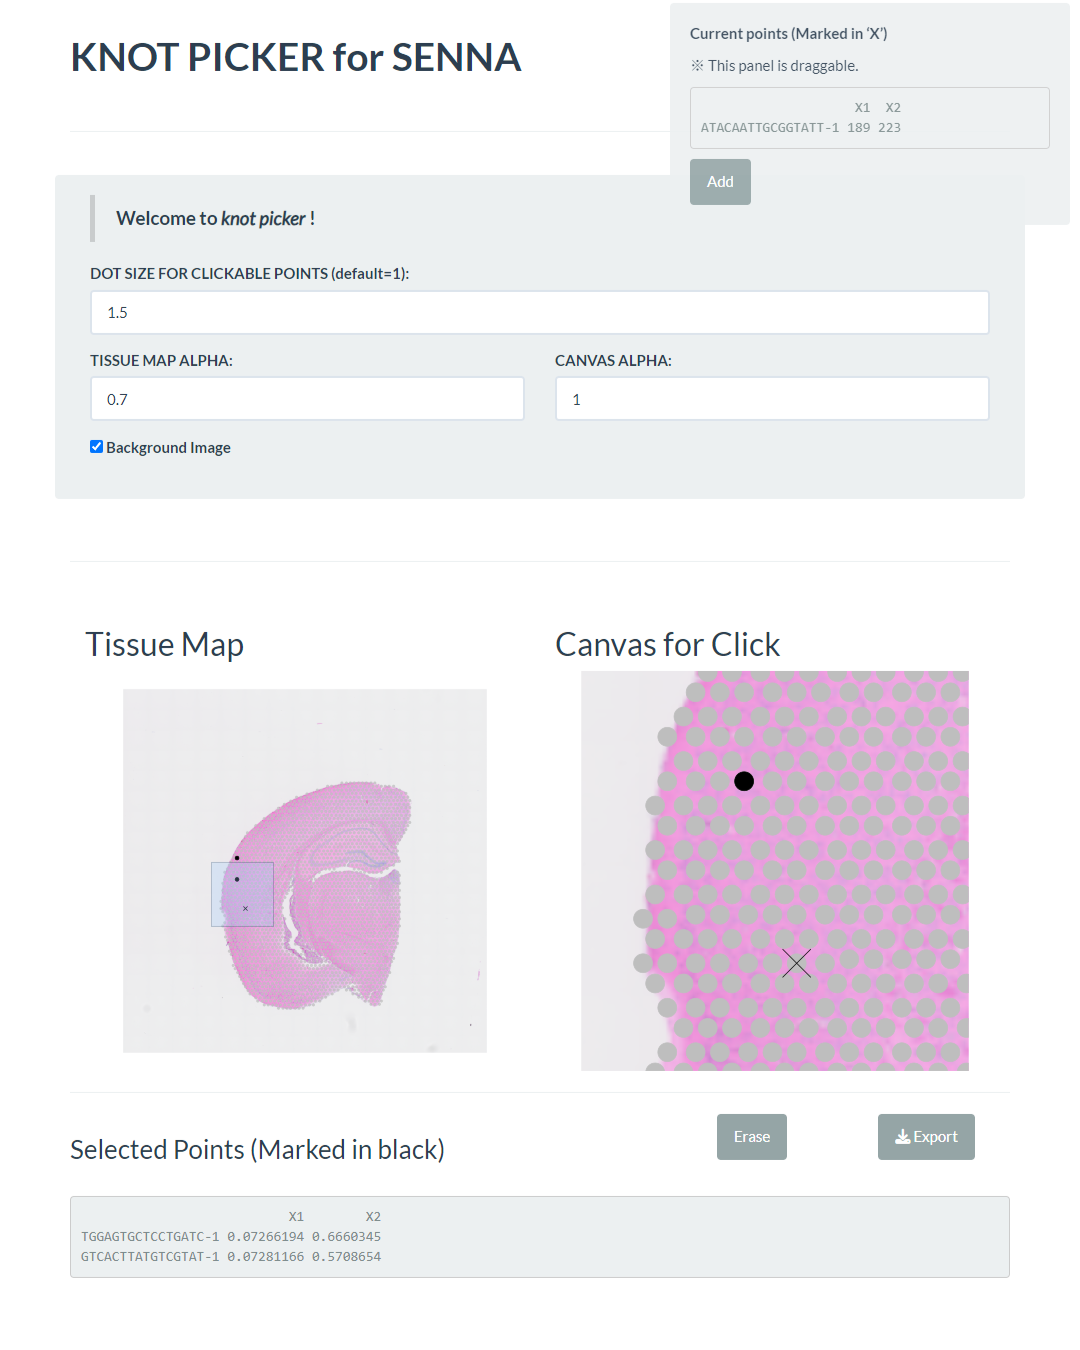 KNOT PICKER for SENNA
Current points (Marked in ‘X’)
※ This panel is draggable.
X1 X2
ATACAATTGCGGTATT-1 189 223
Add
Welcome to knot picker !
DOT SIZE FOR CLICKABLE POINTS (default=1):
1.5
TISSUE MAP ALPHA:
CANVAS ALPHA:
0.7
1
Background Image
Tissue Map
Canvas for Click
Selected Points (Marked in black)
Erase
Export
X1 X2
TGGAGTGCTCCTGATC-1 0.07266194 0.6660345
GTCACTTATGTCGTAT-1 0.07281166 0.5708654